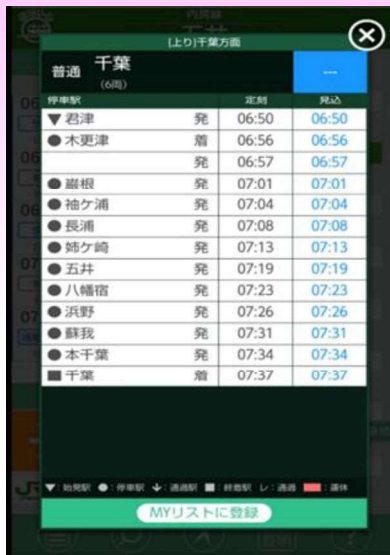 (上り)千葉方面
普通 千葉
(6両)
---
停車駅 定刻 見込
▼君津 発 06:50 06:50
●木更津 着 06:56 06:56
発 06:57 06:57
●巌根 発 07:01 07:01
●袖ケ浦 発 07:04 07:04
●長浦 発 07:08 07:08
●姉ケ崎 発 07:13 07:13
●五井 発 07:19 07:19
●八幡宿 発 07:23 07:23
●浜野 発 07:26 07:26
●蘇我 発 07:31 07:31
●本千葉 発 07:34 07:34
■千葉 着 07:37 07:37
▼:始発駅 ●:停車駅 ↓:通過駅 ■:終着駅 レ:通過 :運休
MYリストに登録